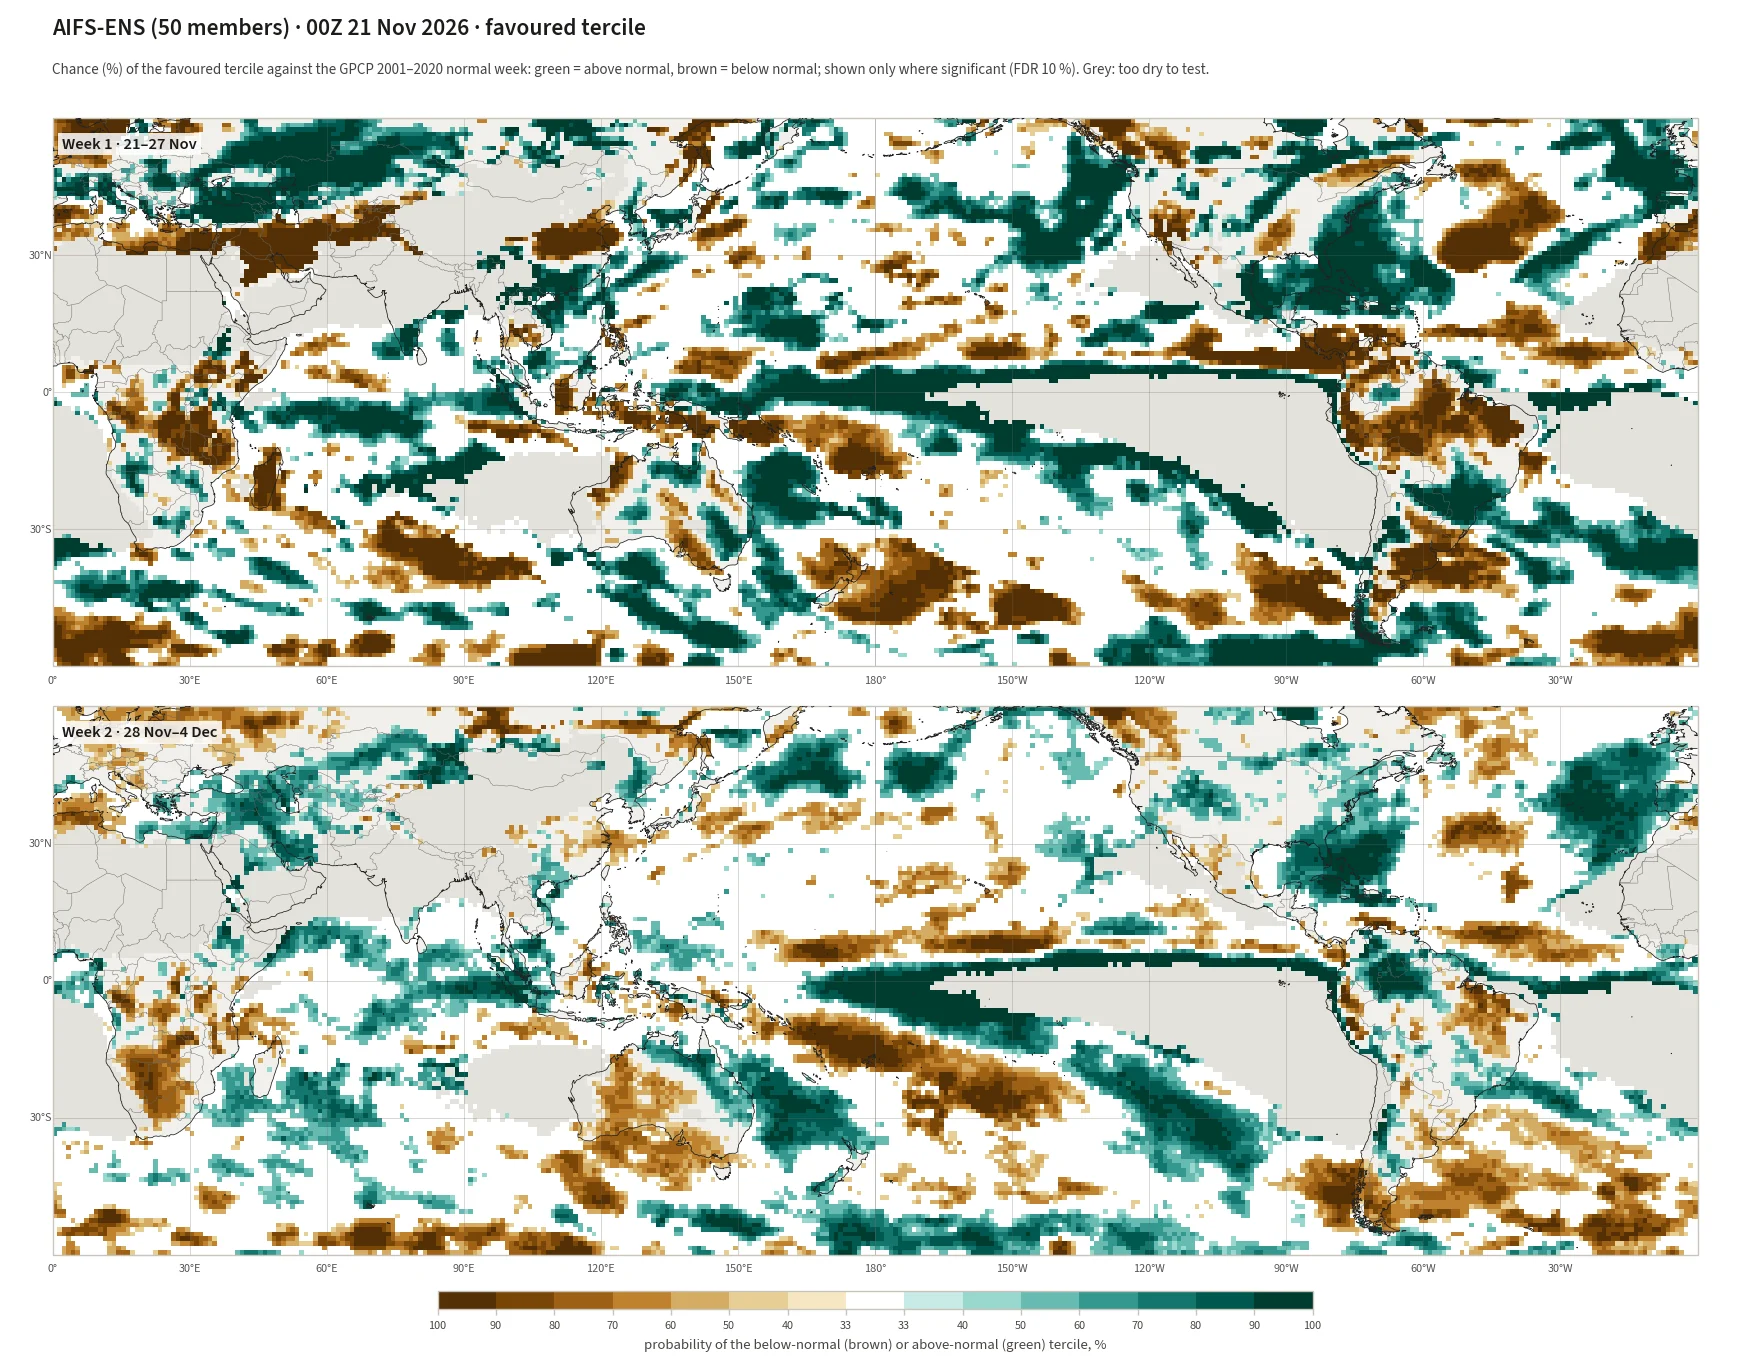 AIFS-ENS (50 members) · 00Z 21 Nov 2026 · favoured tercile
Chance (%) of the favoured tercile against the GPCP 2001–2020 normal week: green = above normal, brown = below normal; shown only where significant (FDR 10 %). Grey: too dry to test.
Week 1 · 21–27 Nov
30°N
0°
30°S
0° 30°E 60°E 90°E 120°E 150°E 180° 150°W 120°W 90°W 60°W 30°W
Week 2 · 28 Nov–4 Dec
30°N
0°
30°S
0° 30°E 60°E 90°E 120°E 150°E 180° 150°W 120°W 90°W 60°W 30°W
100 90 80 70 60 50 40 33 33 40 50 60 70 80 90 100
probability of the below-normal (brown) or above-normal (green) tercile, %